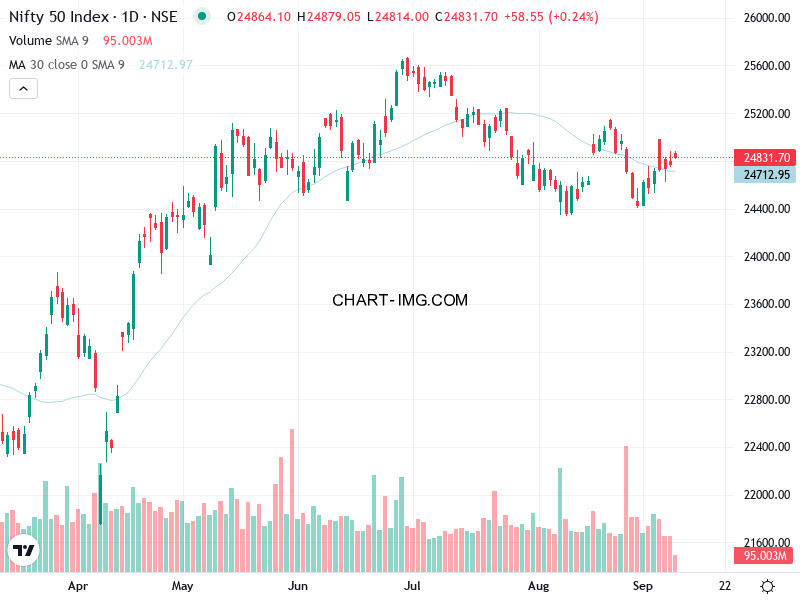 Nifty 50 Index · 1D · NSE O24864.10 H24879.05 L24814.00 C24831.70 +58.55 (+0.24%)
Volume SMA 9 95.003M
MA 30 close 0 SMA 9 24712.97
26000.00
25600.00
25200.00
24831.70
24712.95
24400.00
24000.00
23600.00
23200.00
22800.00
22400.00
22000.00
21600.00
95.003M
CHART-IMG.COM
Apr May Jun Jul Aug Sep 22